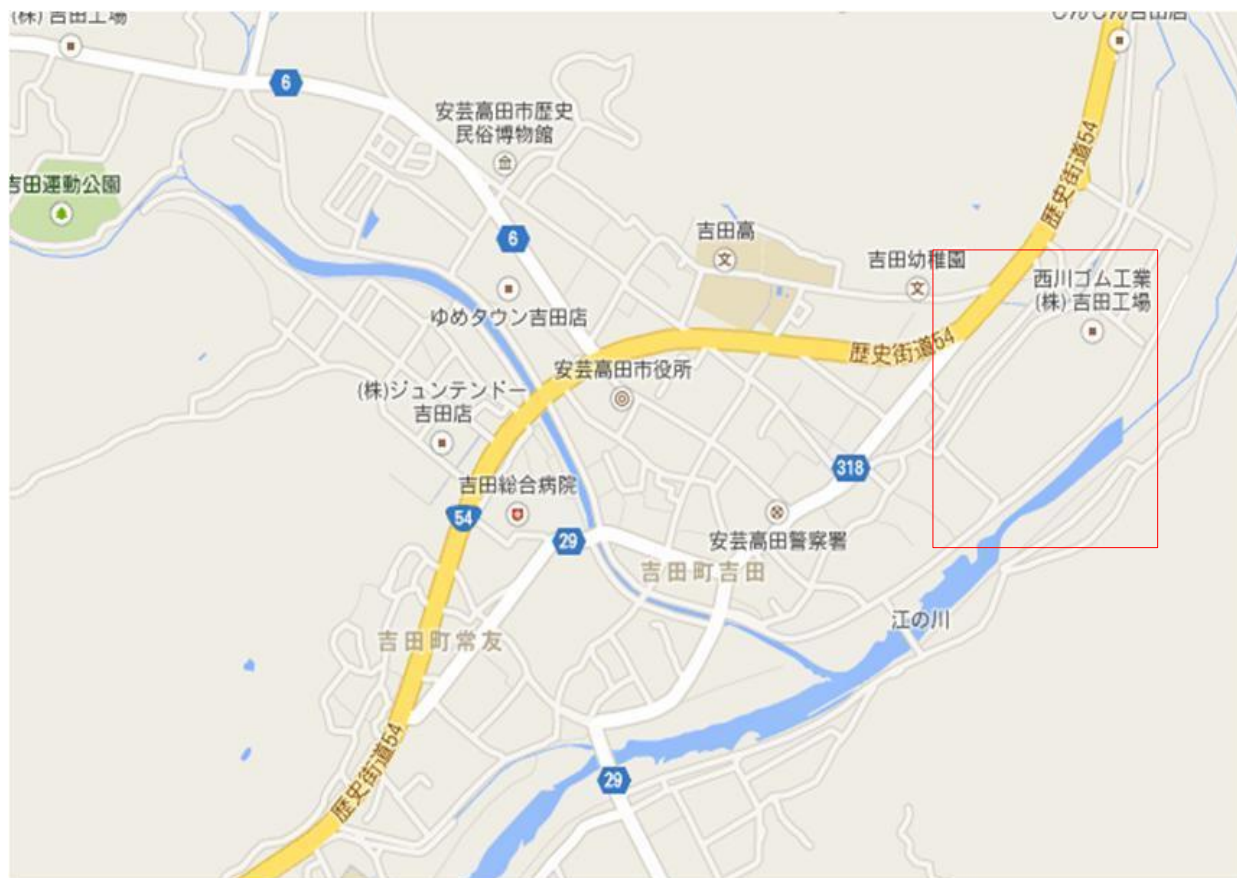 (株)吉田工場
吉田店
6
安芸高田市歴史
民俗博物館
歴史街道54
吉田運動公園
6
吉田高
吉田幼稚園
西川ゴム工業
(株)吉田工場
ゆめタウン吉田店
歴史街道54
安芸高田市役所
(株)ジュンテンドー
吉田店
318
吉田総合病院
54
29
安芸高田警察署
吉田町吉田
江の川
吉田町常友
歴史街道54
29